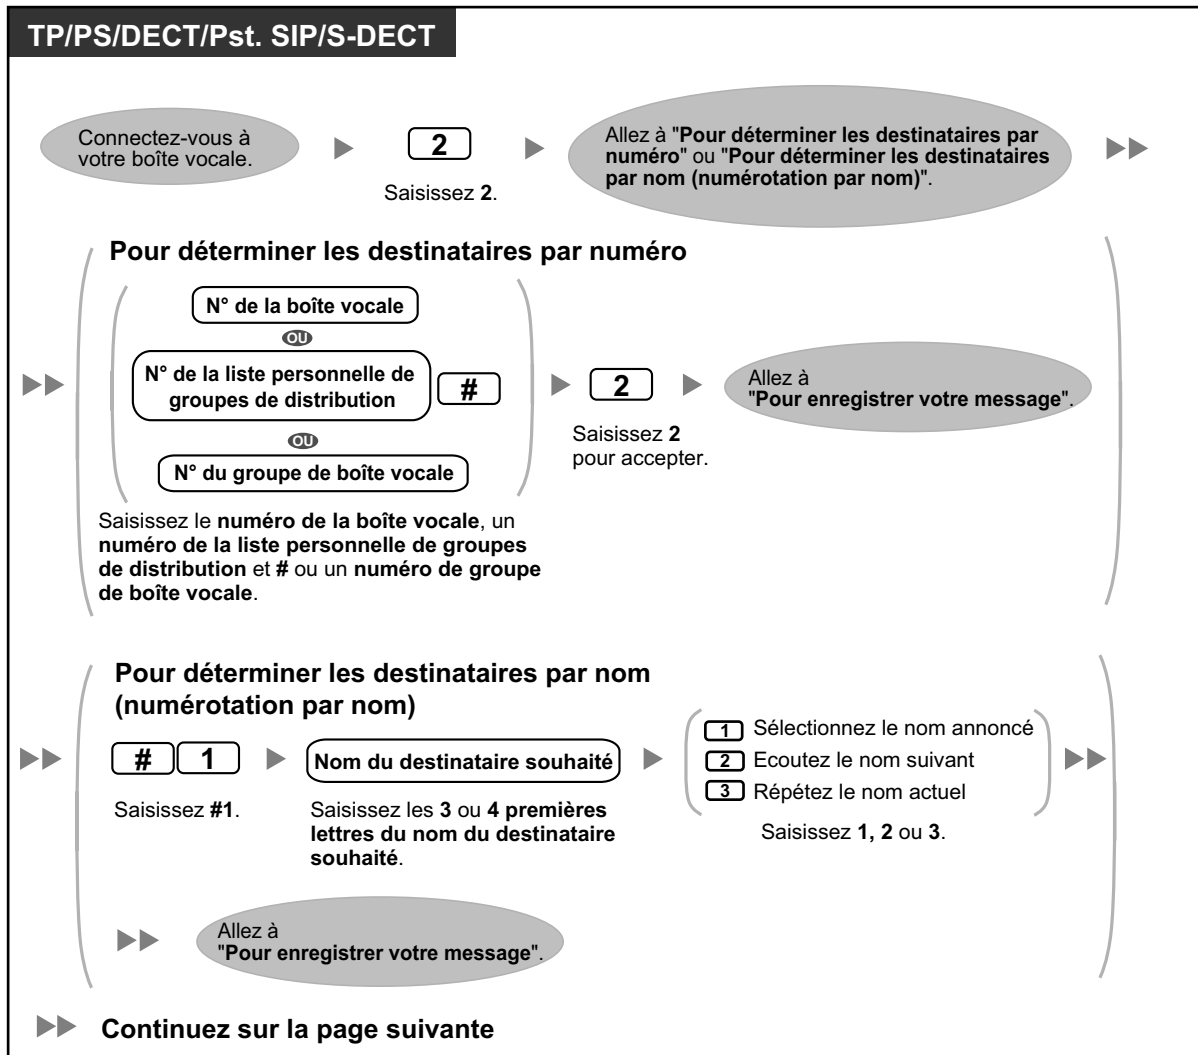 TP/PS/DECT/Pst. SIP/S-DECT
Connectez-vous à
votre boîte vocale.
2
Saisissez 2.
Allez à "Pour déterminer les destinataires par
numéro" ou "Pour déterminer les destinataires
par nom (numérotation par nom)".
Pour déterminer les destinataires par numéro
N° de la boîte vocale
OU
N° de la liste personnelle de
groupes de distribution
#
OU
N° du groupe de boîte vocale
Saisissez le numéro de la boîte vocale, un
numéro de la liste personnelle de groupes
de distribution et # ou un numéro de groupe
de boîte vocale.
2
Saisissez 2
pour accepter.
Allez à
"Pour enregistrer votre message".
Pour déterminer les destinataires par nom
(numérotation par nom)
# 1
Saisissez #1.
Nom du destinataire souhaité
Saisissez les 3 ou 4 premières
lettres du nom du destinataire
souhaité.
1 Sélectionnez le nom annoncé
2 Ecoutez le nom suivant
3 Répétez le nom actuel
Saisissez 1, 2 ou 3.
Allez à
"Pour enregistrer votre message".
Continuez sur la page suivante